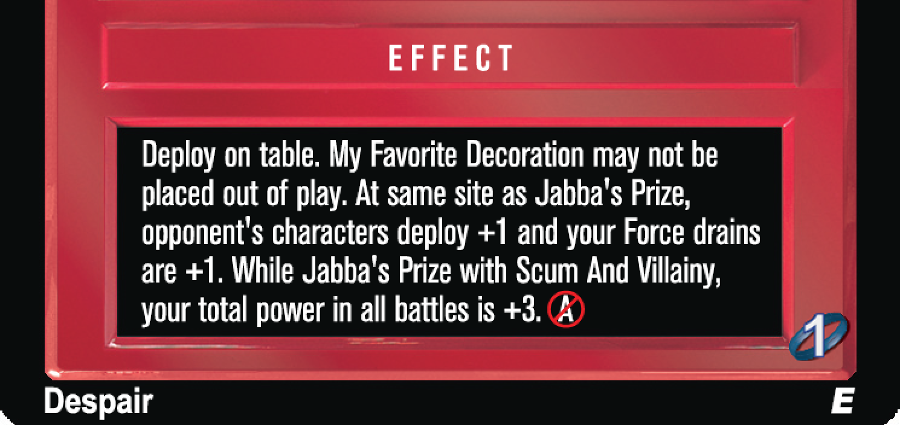 EFFECT
Deploy on table. My Favorite Decoration may not be
placed out of play. At same site as Jabba's Prize,
opponent's characters deploy +1 and your Force drains
are +1. While Jabba's Prize with Scum And Villainy,
your total power in all battles is +3. A
1
Despair E